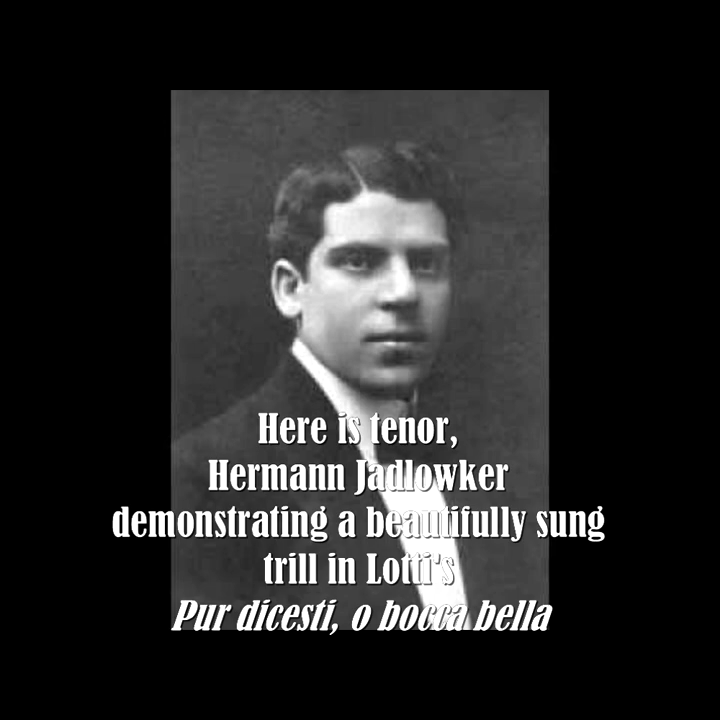 Here is tenor,
Hermann Jadlowker
demonstrating a beautifully sung
trill in Lotti's
Pur dicesti, o bocca bella